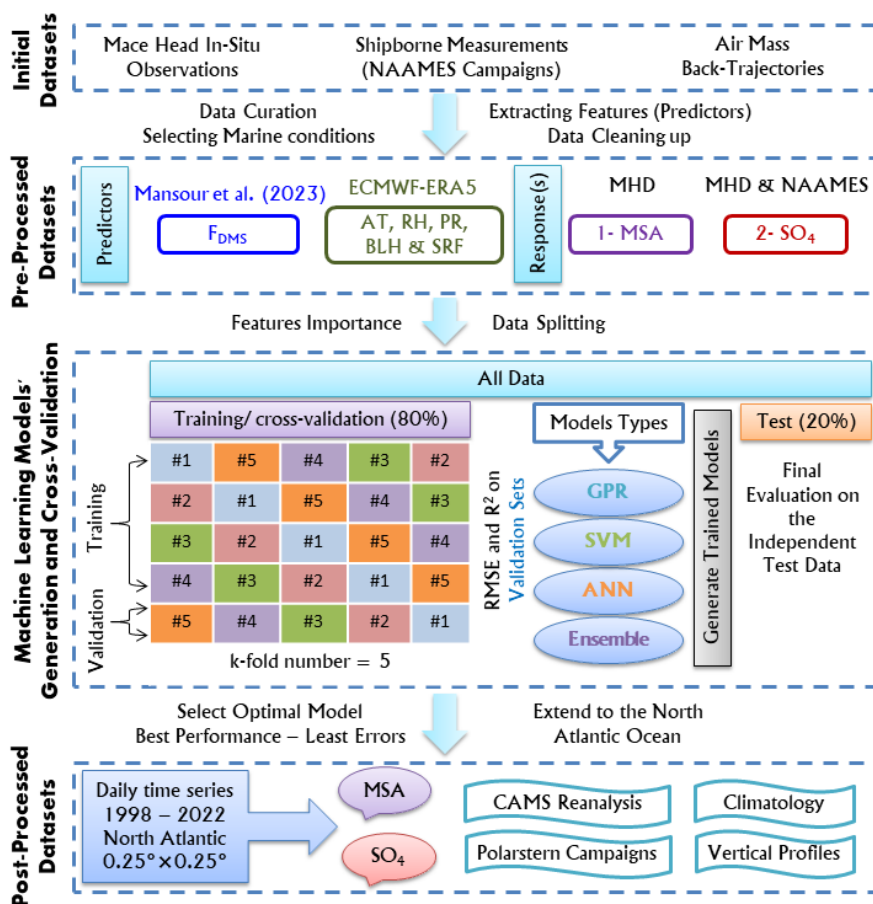 Initial
Datasets
Mace Head In-Situ
Observations
Shipborne Measurements
(NAAMES Campaigns)
Air Mass
Back-Trajectories
Data Curation
Selecting Marine conditions
Extracting Features (Predictors)
Data Cleaning up
Pre-Processed
Datasets
Predictors
Mansour et al. (2023)
F_DMS
ECMWF-ERA5
AT, RH, PR,
BLH & SRF
Response(s)
MHD
1- MSA
MHD & NAAMES
2- SO₄
Features Importance
Data Splitting
Machine Learning Models'
Generation and Cross-Validation
All Data
Training/ cross-validation (80%)
Training
Validation
#1 #5 #4 #3 #2
#2 #1 #5 #4 #3
#3 #2 #1 #5 #4
#4 #3 #2 #1 #5
#5 #4 #3 #2 #1
k-fold number = 5
RMSE and R² on
Validation Sets
Models Types
GPR
SVM
ANN
Ensemble
Generate Trained Models
Test (20%)
Final
Evaluation on
the
Independent
Test Data
Select Optimal Model
Best Performance – Least Errors
Extend to the North
Atlantic Ocean
Post-Processed
Datasets
Daily time series
1998 – 2022
North Atlantic
0.25°×0.25°
MSA
SO₄
CAMS Reanalysis
Climatology
Polarstern Campaigns
Vertical Profiles